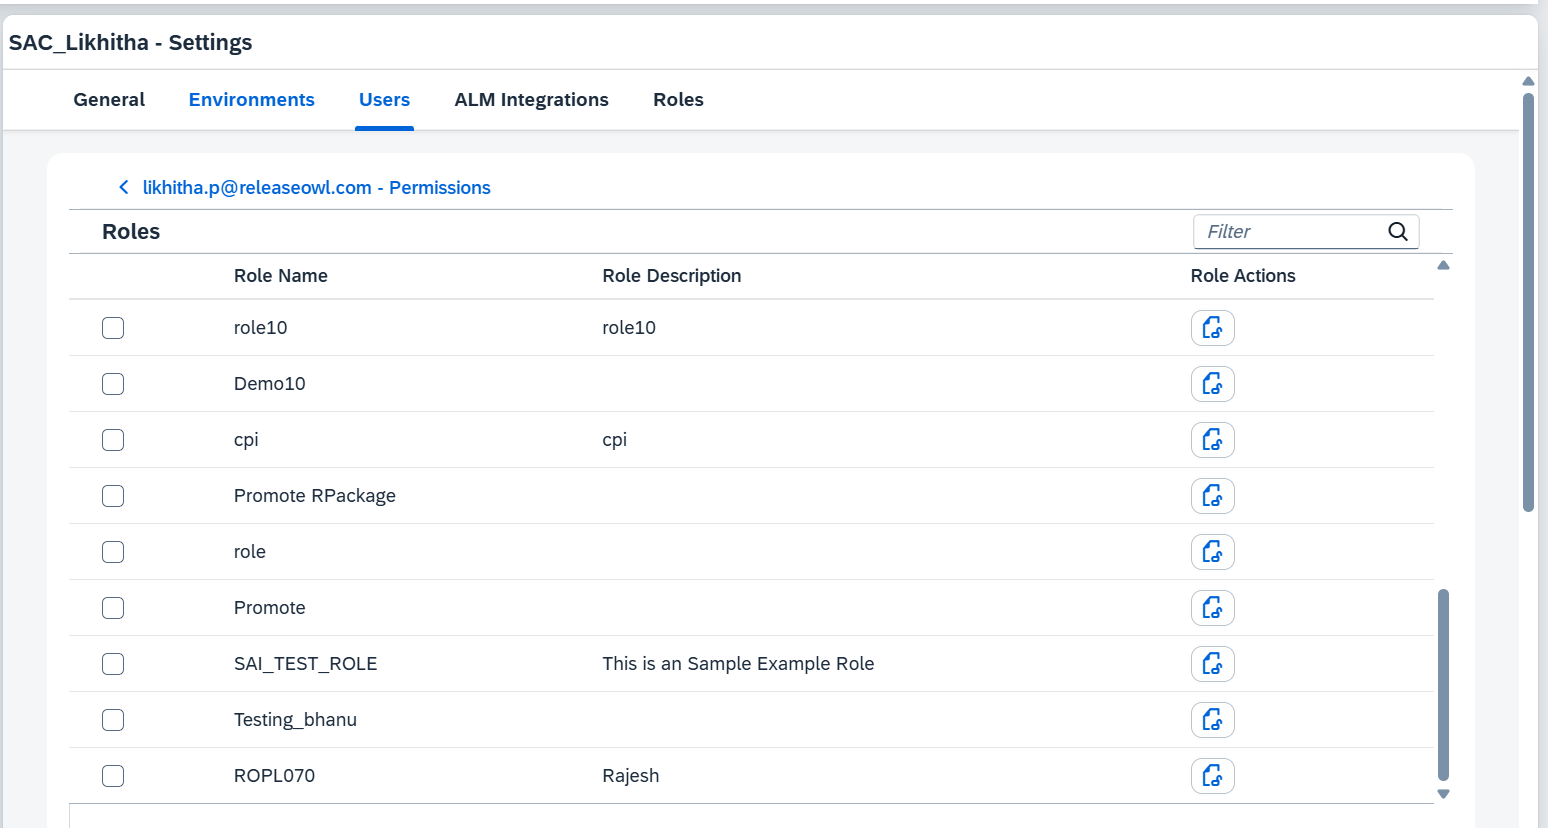 SAC_Likhitha - Settings
General Environments Users ALM Integrations Roles
likhitha.p@releaseowl.com - Permissions
Roles Filter
Role Name Role Description Role Actions
role10 role10
Demo10
cpi cpi
Promote RPackage
role
Promote
SAI_TEST_ROLE This is an Sample Example Role
Testing_bhanu
ROPL070 Rajesh